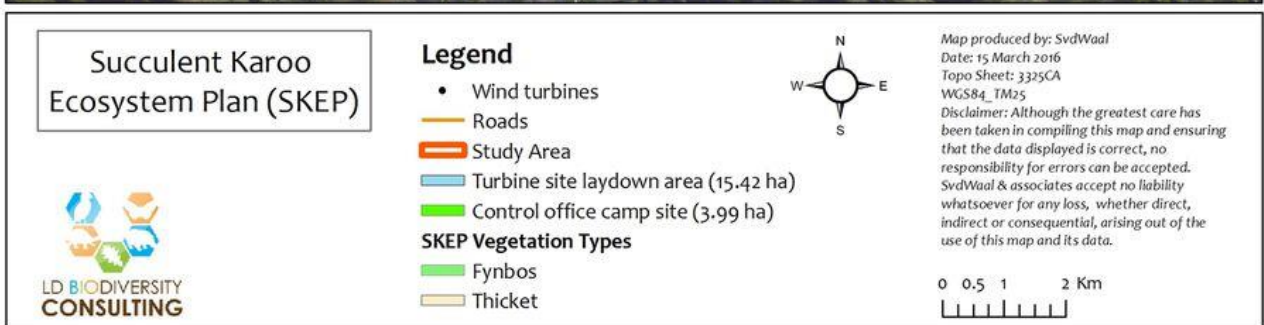 Succulent Karoo
Ecosystem Plan (SKEP)
LD BIODIVERSITY
CONSULTING
Legend
Wind turbines
Roads
Study Area
Turbine site laydown area (15.42 ha)
Control office camp site (3.99 ha)
SKEP Vegetation Types
Fynbos
Thicket
N
W E
S
Map produced by: SvdWaal
Date: 15 March 2016
Topo Sheet: 3325CA
WGS84_TM25
Disclaimer: Although the greatest care has
been taken in compiling this map and ensuring
that the data displayed is correct, no
responsibility for errors can be accepted.
SvdWaal & associates accept no liability
whatsoever for any loss, whether direct,
indirect or consequential, arising out of the
use of this map and its data.
0 0.5 1 2 Km